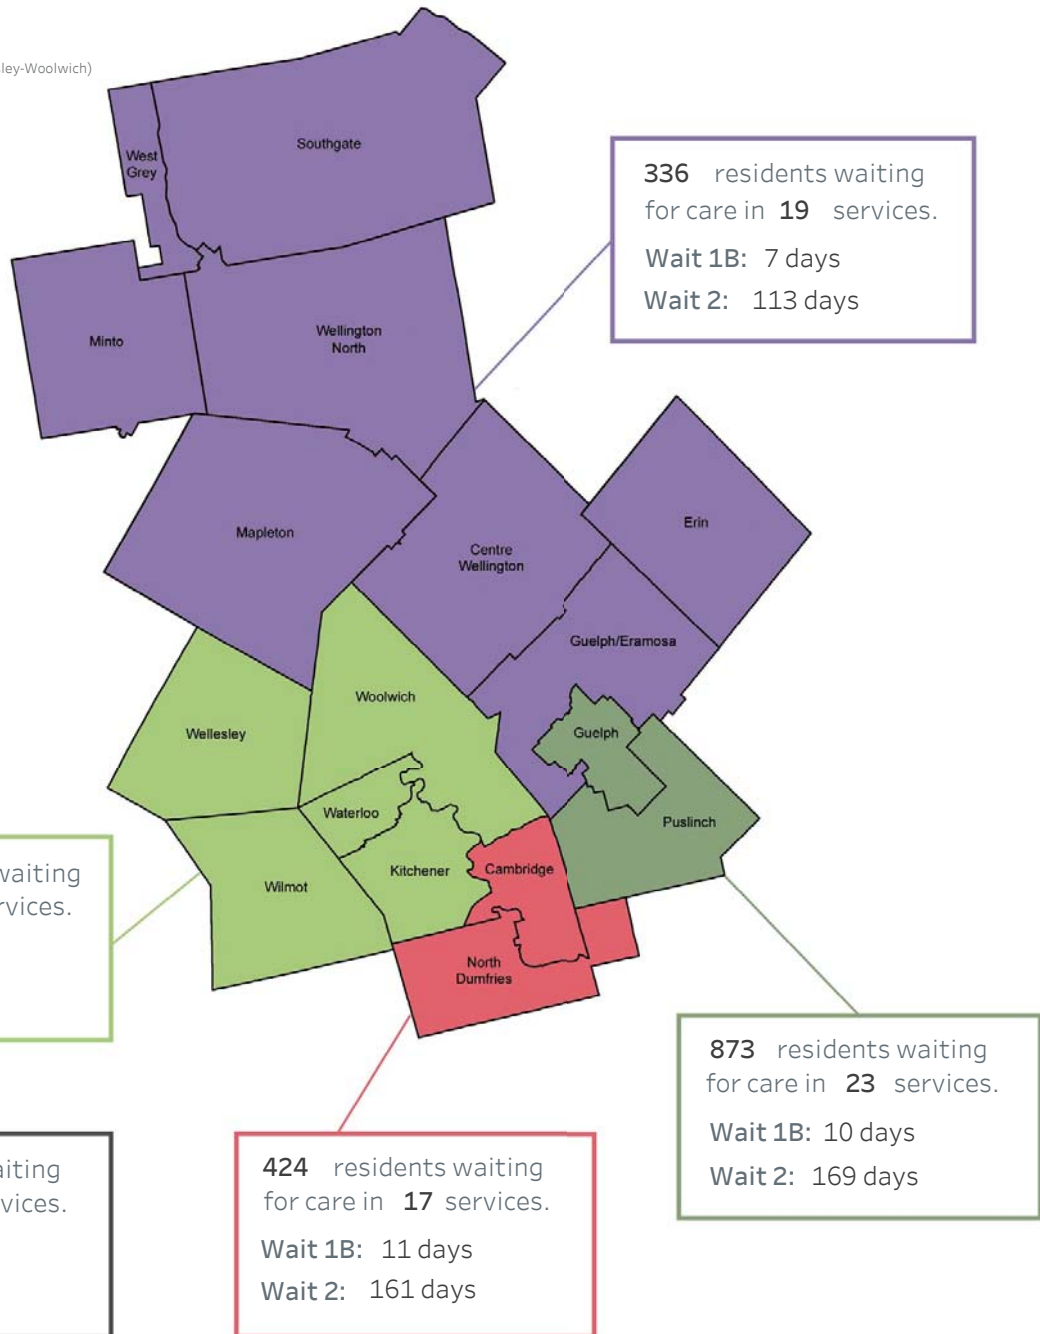 ley-Woolwich)
Southgate
West
Grey
336 residents waiting
for care in 19 services.
Wait 1B: 7 days
Wait 2: 113 days
Minto
Wellington
North
Mapleton
Centre
Wellington
Erin
Guelph/Eramosa
Woolwich
Wellesley
Guelph
Waterloo
Puslinch
Kitchener
Cambridge
Wilmot
North
Dumfries
waiting
rvices.
873 residents waiting
for care in 23 services.
Wait 1B: 10 days
Wait 2: 169 days
aiting
vices.
424 residents waiting
for care in 17 services.
Wait 1B: 11 days
Wait 2: 161 days